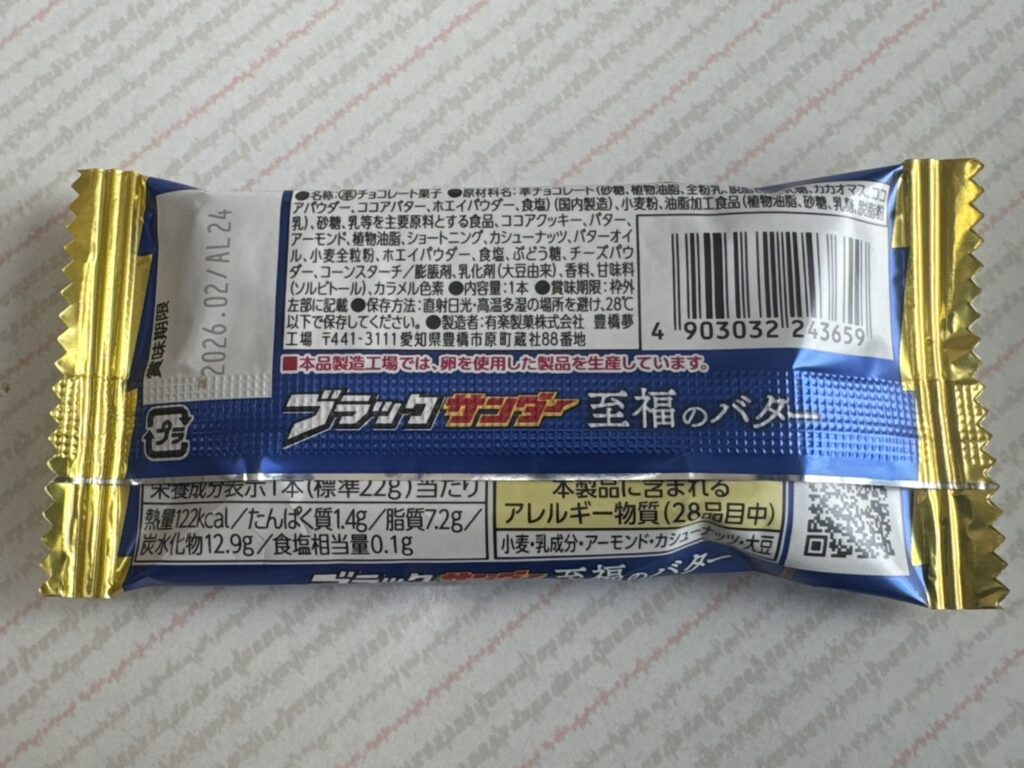 ●名称:準チョコレート菓子 ●原材料名:準チョコレート(砂糖、植物油脂、全粉乳、カカオマス、ココ
アパウダー、ココアバター、ホエイパウダー、食塩)(国内製造)、小麦粉、油脂加工食品(植物油脂、砂糖、乳糖、脱脂粉
乳)、砂糖、乳等を主要原料とする食品、ココアクッキー、バター、
アーモンド、植物油脂、ショートニング、カシューナッツ、バターオイ
ル、小麦全粒粉、ホエイパウダー、食塩、ぶどう糖、チーズパウ
ダー、コーンスターチ/膨脹剤、乳化剤(大豆由来)、香料、甘味料
(ソルビトール)、カラメル色素 ●内容量:1本 ●賞味期限:枠外
左部に記載 ●保存方法:直射日光・高温多湿の場所を避け、28℃
以下で保存してください。●製造者:有楽製菓株式会社 豊橋夢
工場 〒441-3111 愛知県豊橋市原町蔵社88番地
4 903032 243659
賞味期限
2026.02/AL24
■本品製造工場では、卵を使用した製品を生産しています。
プラ
ブラックサンダー 至福のバター
栄養成分表示1本(標準22g)当たり
熱量122kcal/たんぱく質1.4g/脂質7.2g/
炭水化物12.9g/食塩相当量0.1g
本製品に含まれる
アレルギー物質(28品目中)
小麦・乳成分・アーモンド・カシューナッツ・大豆
ブラックサンダー 至福のバター